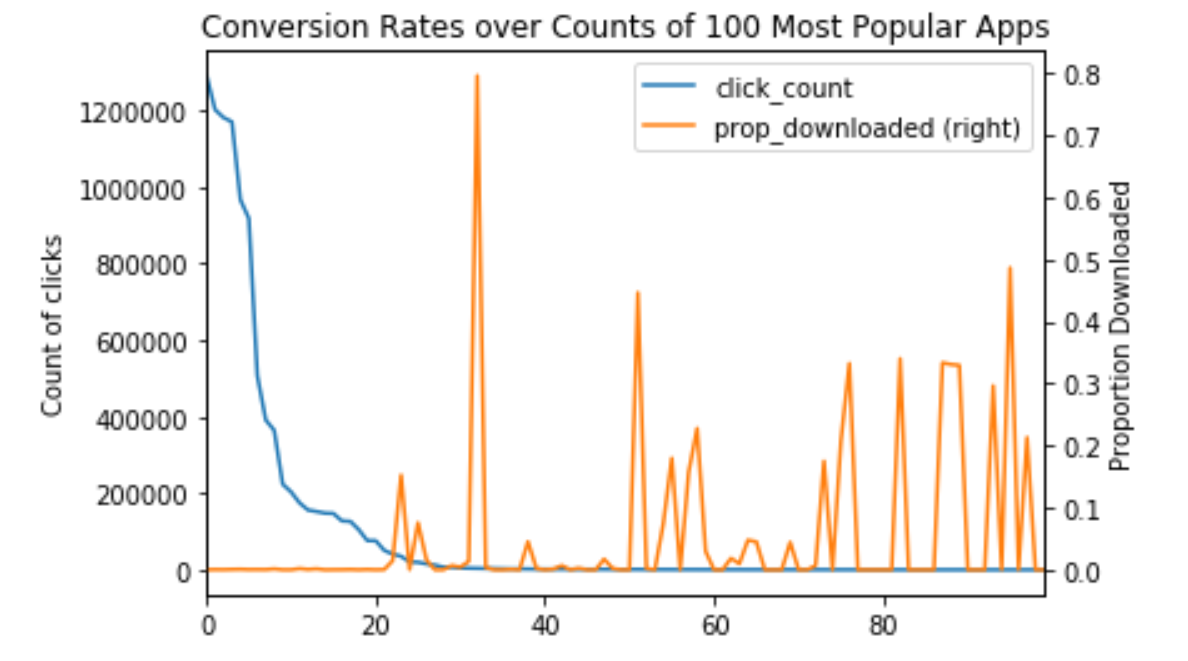 Conversion Rates over Counts of 100 Most Popular Apps
click_count
prop_downloaded (right)
Count of clicks
1200000
1000000
800000
600000
400000
200000
0
0.8
0.7
0.6
0.5
0.4
0.3
0.2
0.1
0.0
Proportion Downloaded
0 20 40 60 80